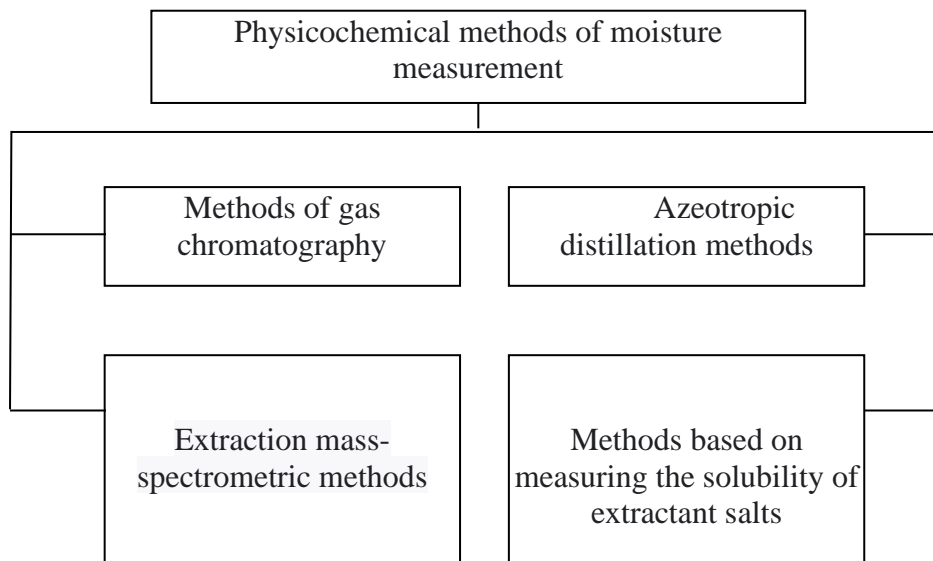 Physicochemical methods of moisture
measurement
Methods of gas
chromatography
Azeotropic
distillation methods
Extraction mass-
spectrometric methods
Methods based on
measuring the solubility of
extractant salts